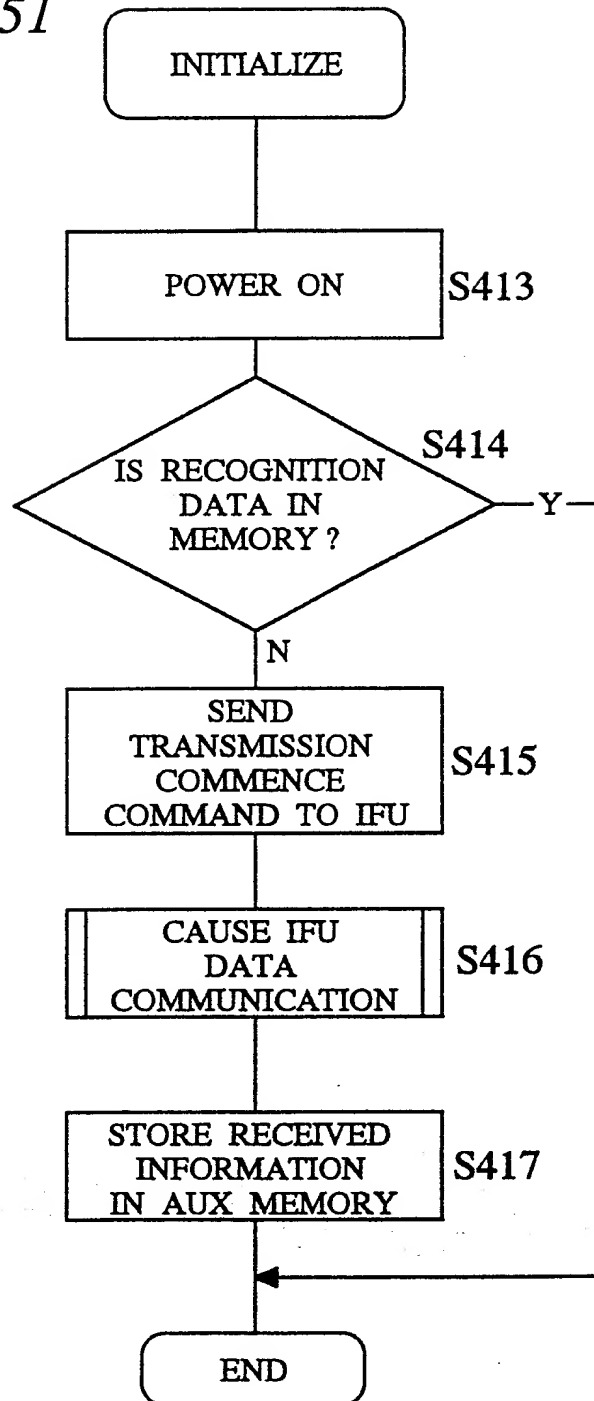 51
INITIALIZE
POWER ON
S413
S414
IS RECOGNITION
DATA IN
MEMORY ?
Y
N
SEND
TRANSMISSION
COMMENCE
COMMAND TO IFU
S415
CAUSE IFU
DATA
COMMUNICATION
S416
STORE RECEIVED
INFORMATION
IN AUX MEMORY
S417
END